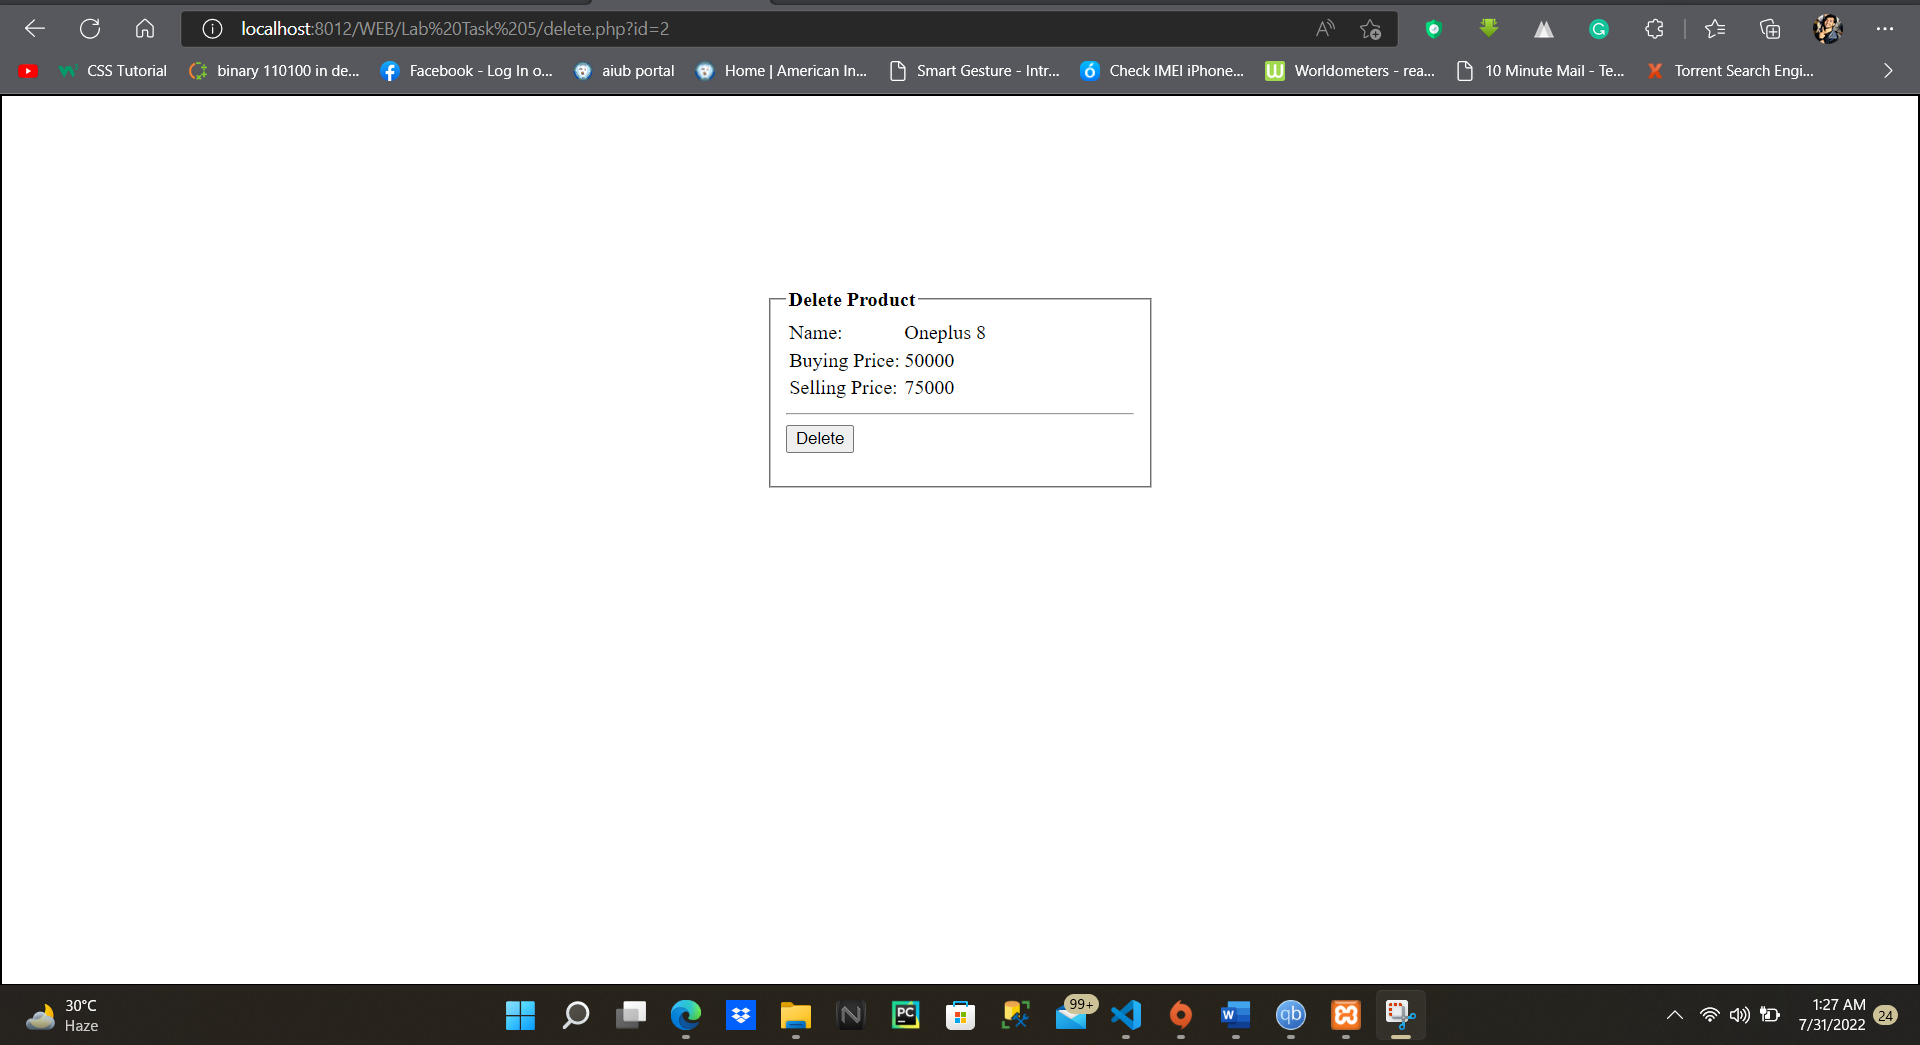 localhost:8012/WEB/Lab%20Task%205/delete.php?id=2
CSS Tutorial binary 110100 in de... Facebook - Log In o... aiub portal Home | American In... Smart Gesture - Intr... Check IMEI iPhone... Worldometers - rea... 10 Minute Mail - Te... Torrent Search Engi...
Delete Product
Name: Oneplus 8
Buying Price: 50000
Selling Price: 75000
Delete
30°C
Haze
99+
1:27 AM
7/31/2022
24